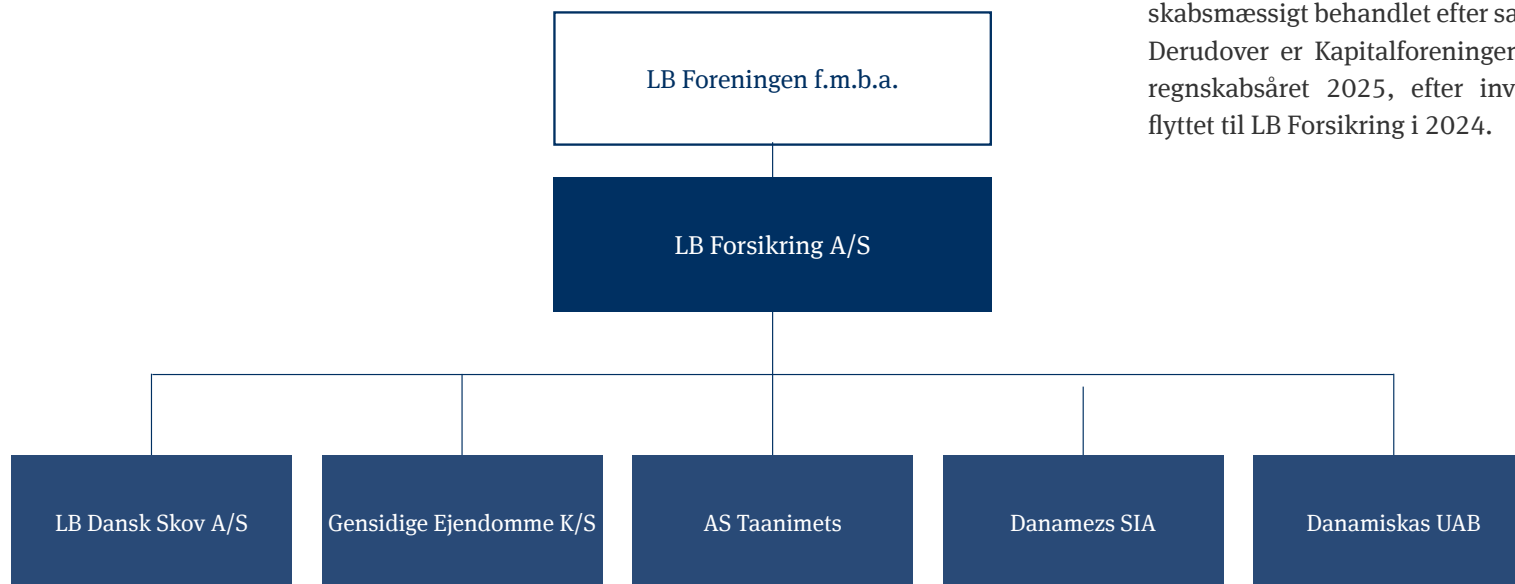 skabsmæssigt behandlet efter sa
Derudover er Kapitalforeninger
regnskabsåret 2025, efter inv
flyttet til LB Forsikring i 2024.
LB Foreningen f.m.b.a.
LB Forsikring A/S
LB Dansk Skov A/S
Gensidige Ejendomme K/S
AS Taanimets
Danamezs SIA
Danamiskas UAB